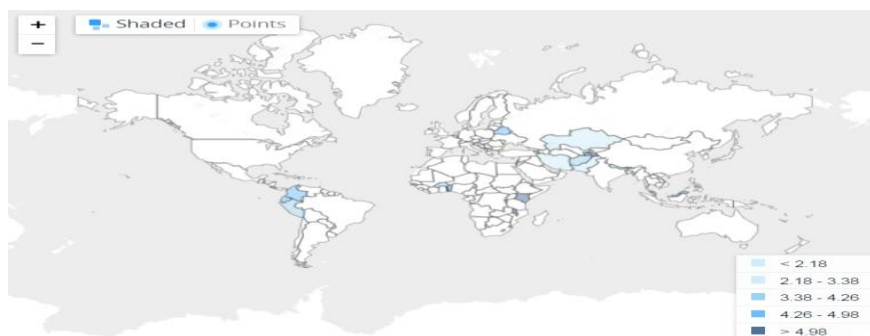 +
−
Shaded
Points
< 2.18
2.18 - 3.38
3.38 - 4.26
4.26 - 4.98
> 4.98